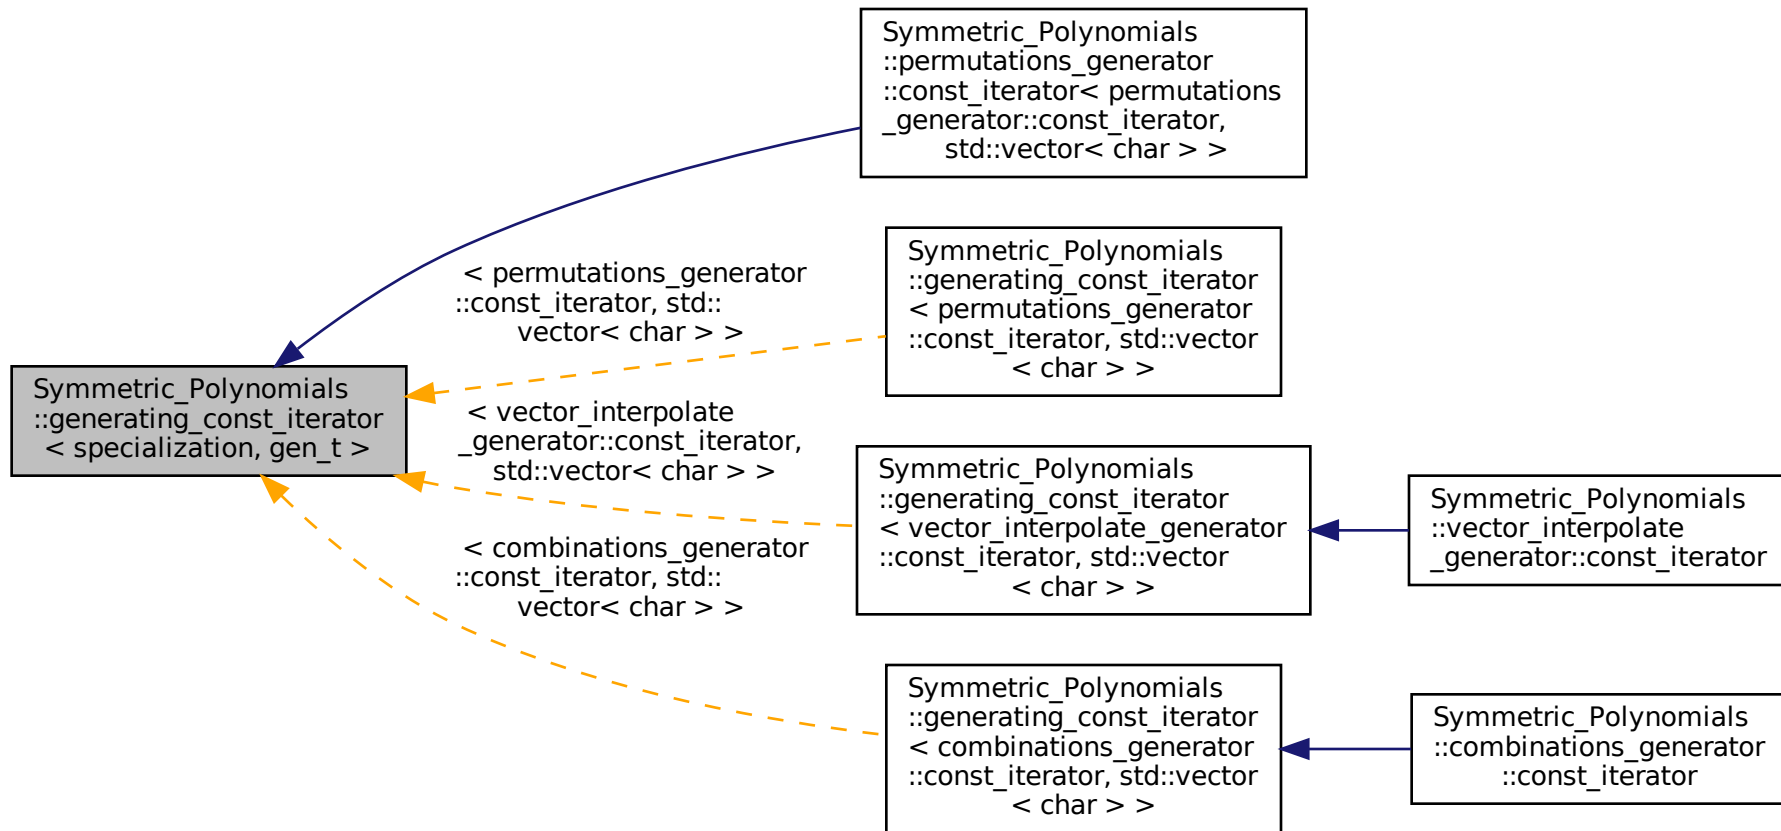 Symmetric_Polynomials
::permutations_generator
::const_iterator< permutations
_generator::const_iterator,
std::vector< char > >
< permutations_generator
::const_iterator, std::
vector< char > >
Symmetric_Polynomials
::generating_const_iterator
< permutations_generator
::const_iterator, std::vector
< char > >
Symmetric_Polynomials
::generating_const_iterator
< specialization, gen_t >
< vector_interpolate
_generator::const_iterator,
std::vector< char > >
Symmetric_Polynomials
::generating_const_iterator
< vector_interpolate_generator
::const_iterator, std::vector
< char > >
Symmetric_Polynomials
::vector_interpolate
_generator::const_iterator
< combinations_generator
::const_iterator, std::
vector< char > >
Symmetric_Polynomials
::generating_const_iterator
< combinations_generator
::const_iterator, std::vector
< char > >
Symmetric_Polynomials
::combinations_generator
::const_iterator